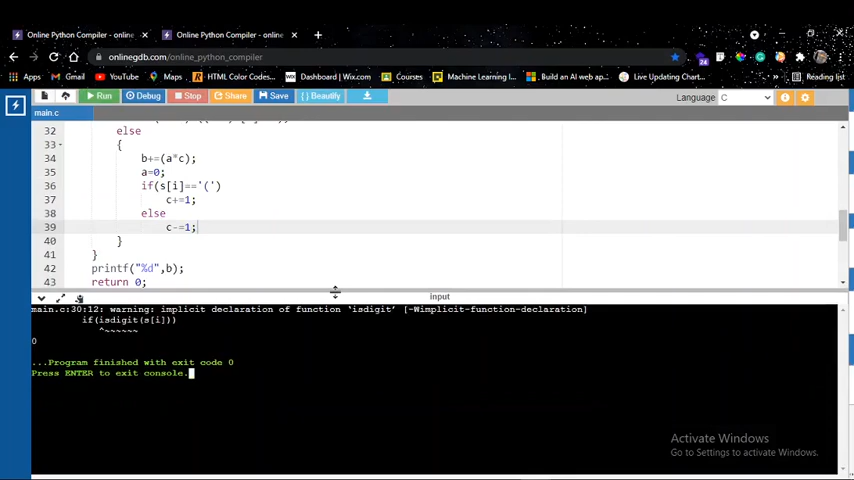 Online Python Compiler - online
Online Python Compiler - online
onlinegdb.com/online_python_compiler
24
Apps
Gmail
YouTube
Maps
HTML Color Codes...
Dashboard | Wix.com
Courses
Machine Learning I...
Build an AI web ap...
Live Updating Chart...
Reading list
Run
Debug
Stop
Share
Save
{ } Beautify
Language
C
main.c
32 else
33 {
34 b+=(a*c);
35 a=0;
36 if(s[i]=='(')
37 c+=1;
38 else
39 c-=1;
40 }
41 }
42 printf("%d",b);
43 return 0;
input
main.c:30:12: warning: implicit declaration of function 'isdigit' [-Wimplicit-function-declaration]
if(isdigit(s[i]))
^~~~~~~
0
...Program finished with exit code 0
Press ENTER to exit console.
Activate Windows
Go to Settings to activate Windows.